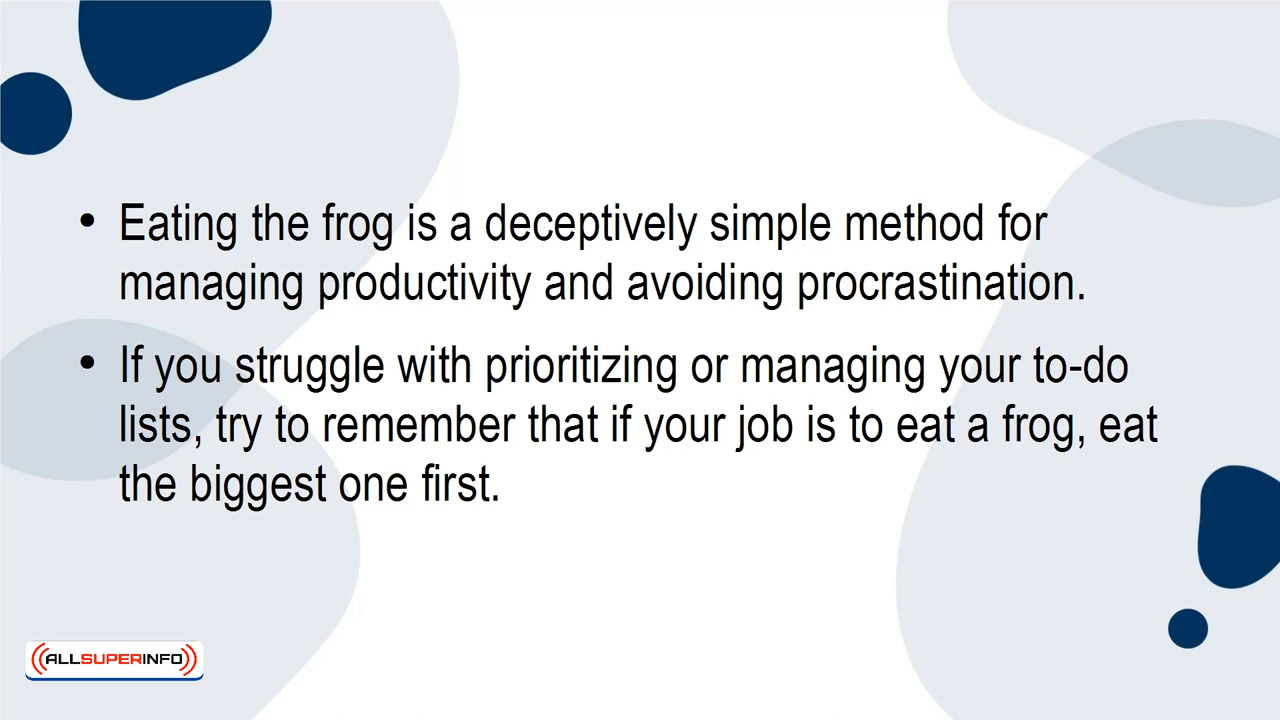 • Eating the frog is a deceptively simple method for
managing productivity and avoiding procrastination.
• If you struggle with prioritizing or managing your to-do
lists, try to remember that if your job is to eat a frog, eat
the biggest one first.
ALLSUPERINFO